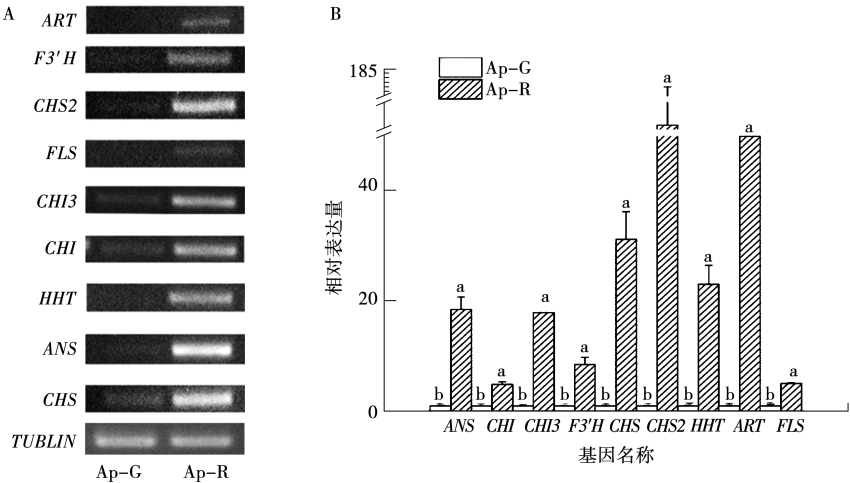 A
ART
F3'H
CHS2
FLS
CHI3
CHI
HHT
ANS
CHS
TUBLIN
Ap-G Ap-R
B
185
Ap-G
Ap-R
40
20
0
相对表达量
b a b a b a b a b a b a b a b a b a
ANS CHI CHI3 F3'H CHS CHS2 HHT ART FLS
基因名称